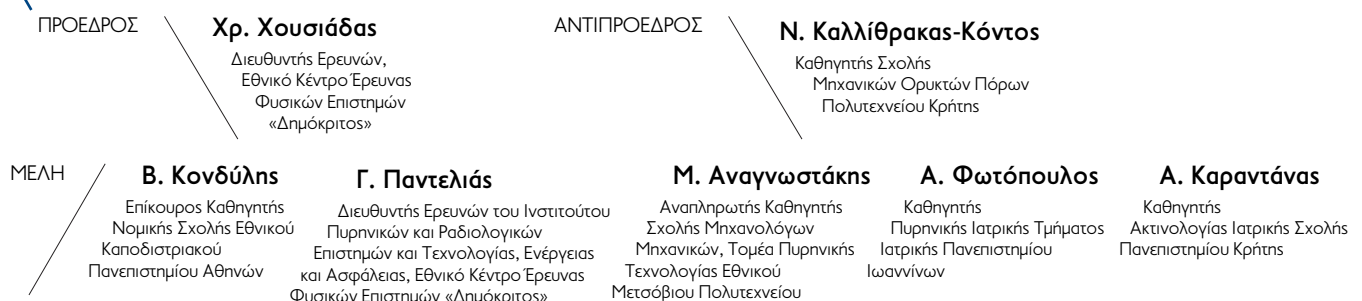 ΠΡΟΕΔΡΟΣ
Χρ. Χουσιάδας
Διευθυντής Ερευνών,
Εθνικό Κέντρο Έρευνας
Φυσικών Επιστημών
«Δημόκριτος»
ΑΝΤΙΠΡΟΕΔΡΟΣ
Ν. Καλλίθρακας-Κόντος
Καθηγητής Σχολής
Μηχανικών Ορυκτών Πόρων
Πολυτεχνείου Κρήτης
ΜΕΛΗ
Β. Κονδύλης
Επίκουρος Καθηγητής
Νομικής Σχολής Εθνικού
Καποδιστριακού
Πανεπιστημίου Αθηνών
Γ. Παντελιάς
Διευθυντής Ερευνών του Ινστιτούτου
Πυρηνικών και Ραδιολογικών
Επιστημών και Τεχνολογίας, Ενέργειας
και Ασφάλειας, Εθνικό Κέντρο Έρευνας
Φυσικών Επιστημών «Δημόκριτος»
Μ. Αναγνωστάκης
Αναπληρωτής Καθηγητής
Σχολής Μηχανολόγων
Μηχανικών, Τομέα Πυρηνικής
Τεχνολογίας Εθνικού
Μετσόβιου Πολυτεχνείου
Α. Φωτόπουλος
Καθηγητής
Πυρηνικής Ιατρικής Τμήματος
Ιατρικής Πανεπιστημίου
Ιωαννίνων
Α. Καραντάνας
Καθηγητής
Ακτινολογίας Ιατρικής Σχολής
Πανεπιστημίου Κρήτης